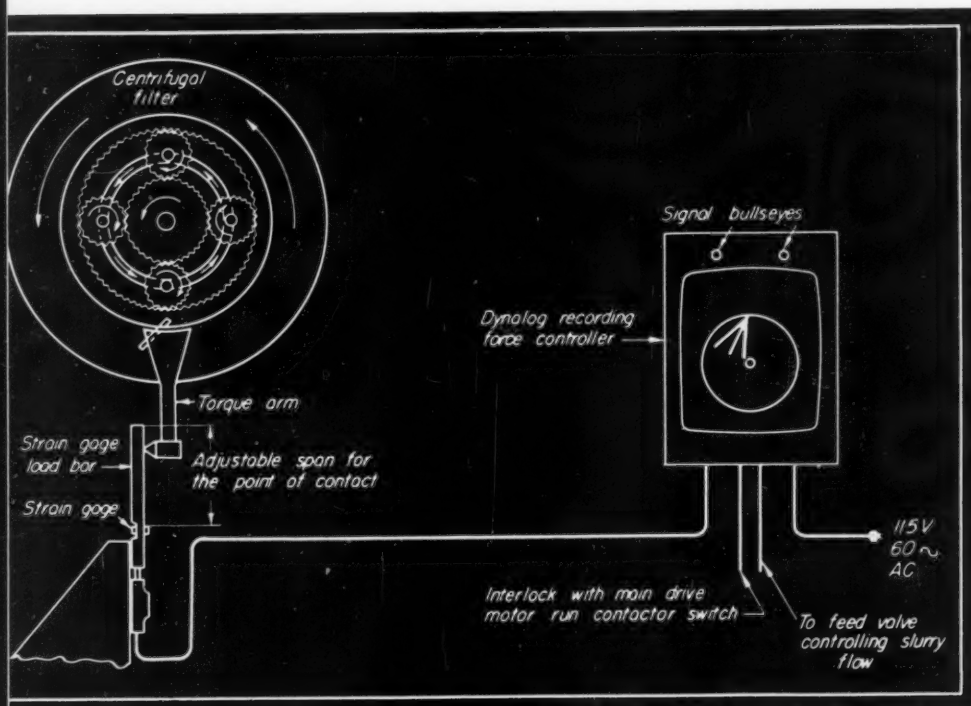 Centrifugal
filter
Signal bullseyes
Dynalog recording
force controller
Torque arm
Strain gage
load bar
Adjustable span for
the point of contact
Strain gage
115V
60 ~
AC
Interlock with main drive
motor run contactor switch
To feed valve
controlling slurry
flow